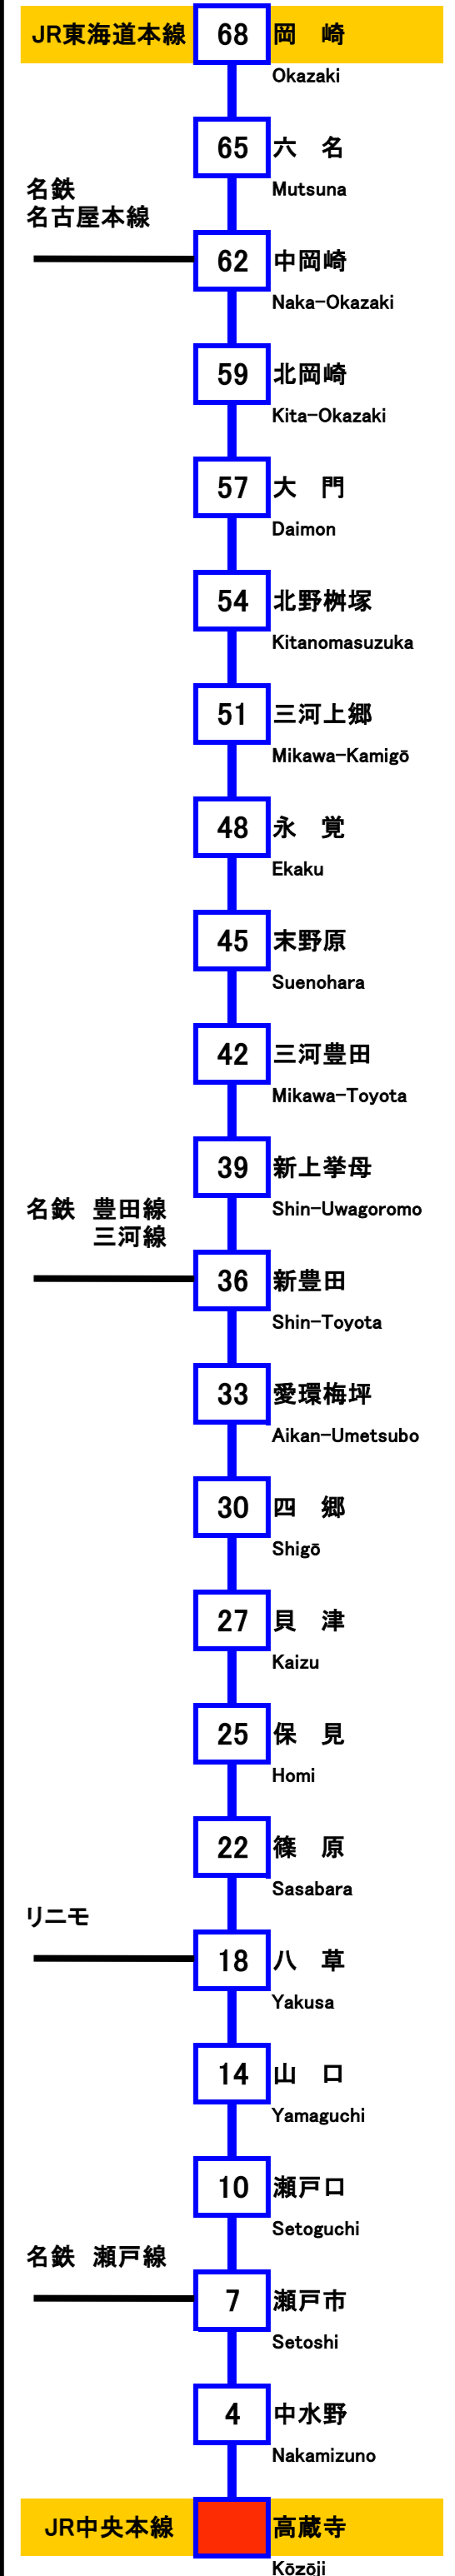 JR東海道本線 68 岡　崎
Okazaki
65 六　名
Mutsuna
名鉄
名古屋本線
62 中岡崎
Naka-Okazaki
59 北岡崎
Kita-Okazaki
57 大　門
Daimon
54 北野桝塚
Kitanomasuzuka
51 三河上郷
Mikawa-Kamigō
48 永　覚
Ekaku
45 末野原
Suenohara
42 三河豊田
Mikawa-Toyota
39 新上挙母
Shin-Uwagoromo
名鉄　豊田線
三河線
36 新豊田
Shin-Toyota
33 愛環梅坪
Aikan-Umetsubo
30 四　郷
Shigō
27 貝　津
Kaizu
25 保　見
Homi
22 篠　原
Sasabara
リニモ
18 八　草
Yakusa
14 山　口
Yamaguchi
10 瀬戸口
Setoguchi
名鉄　瀬戸線
7 瀬戸市
Setoshi
4 中水野
Nakamizuno
JR中央本線 高蔵寺
Kōzōji